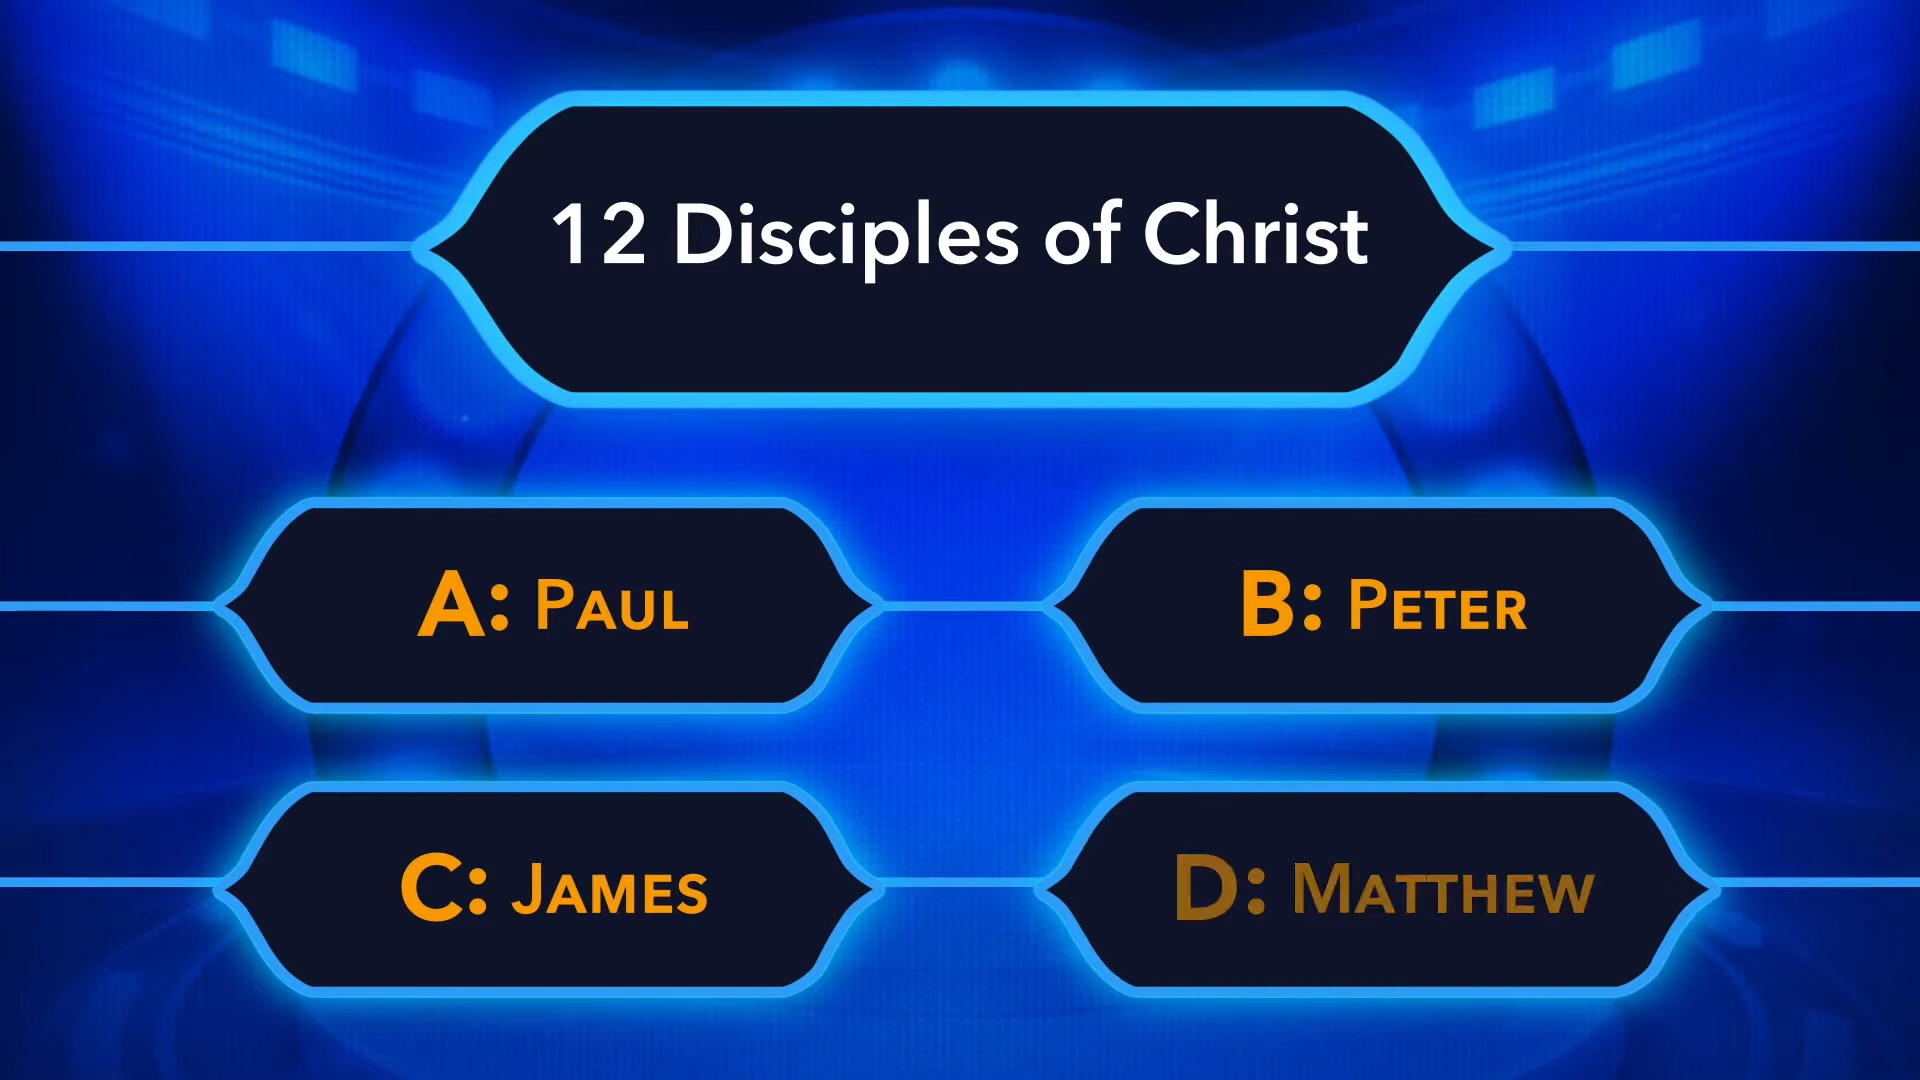 12 Disciples of Christ
A: Paul
B: Peter
C: James
D: Matthew